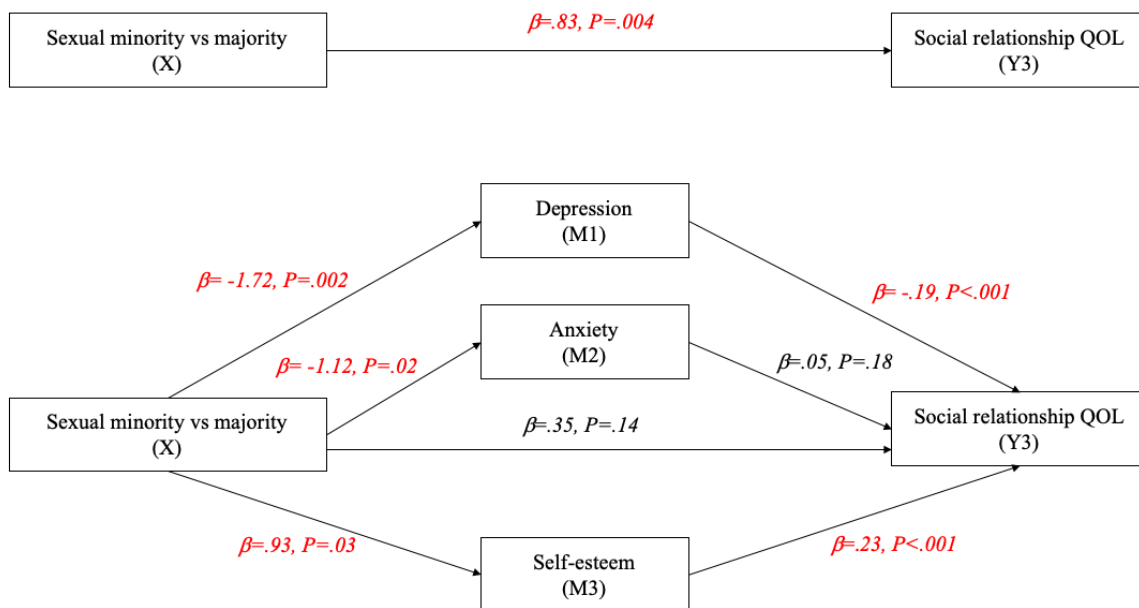 β=.83, P=.004
Sexual minority vs majority
(X)
Social relationship QOL
(Y3)
Depression
(M1)
β= -1.72, P=.002
β= -.19, P<.001
Anxiety
(M2)
β= -1.12, P=.02
β=.05, P=.18
Sexual minority vs majority
(X)
β=.35, P=.14
Social relationship QOL
(Y3)
β=.93, P=.03
β=.23, P<.001
Self-esteem
(M3)